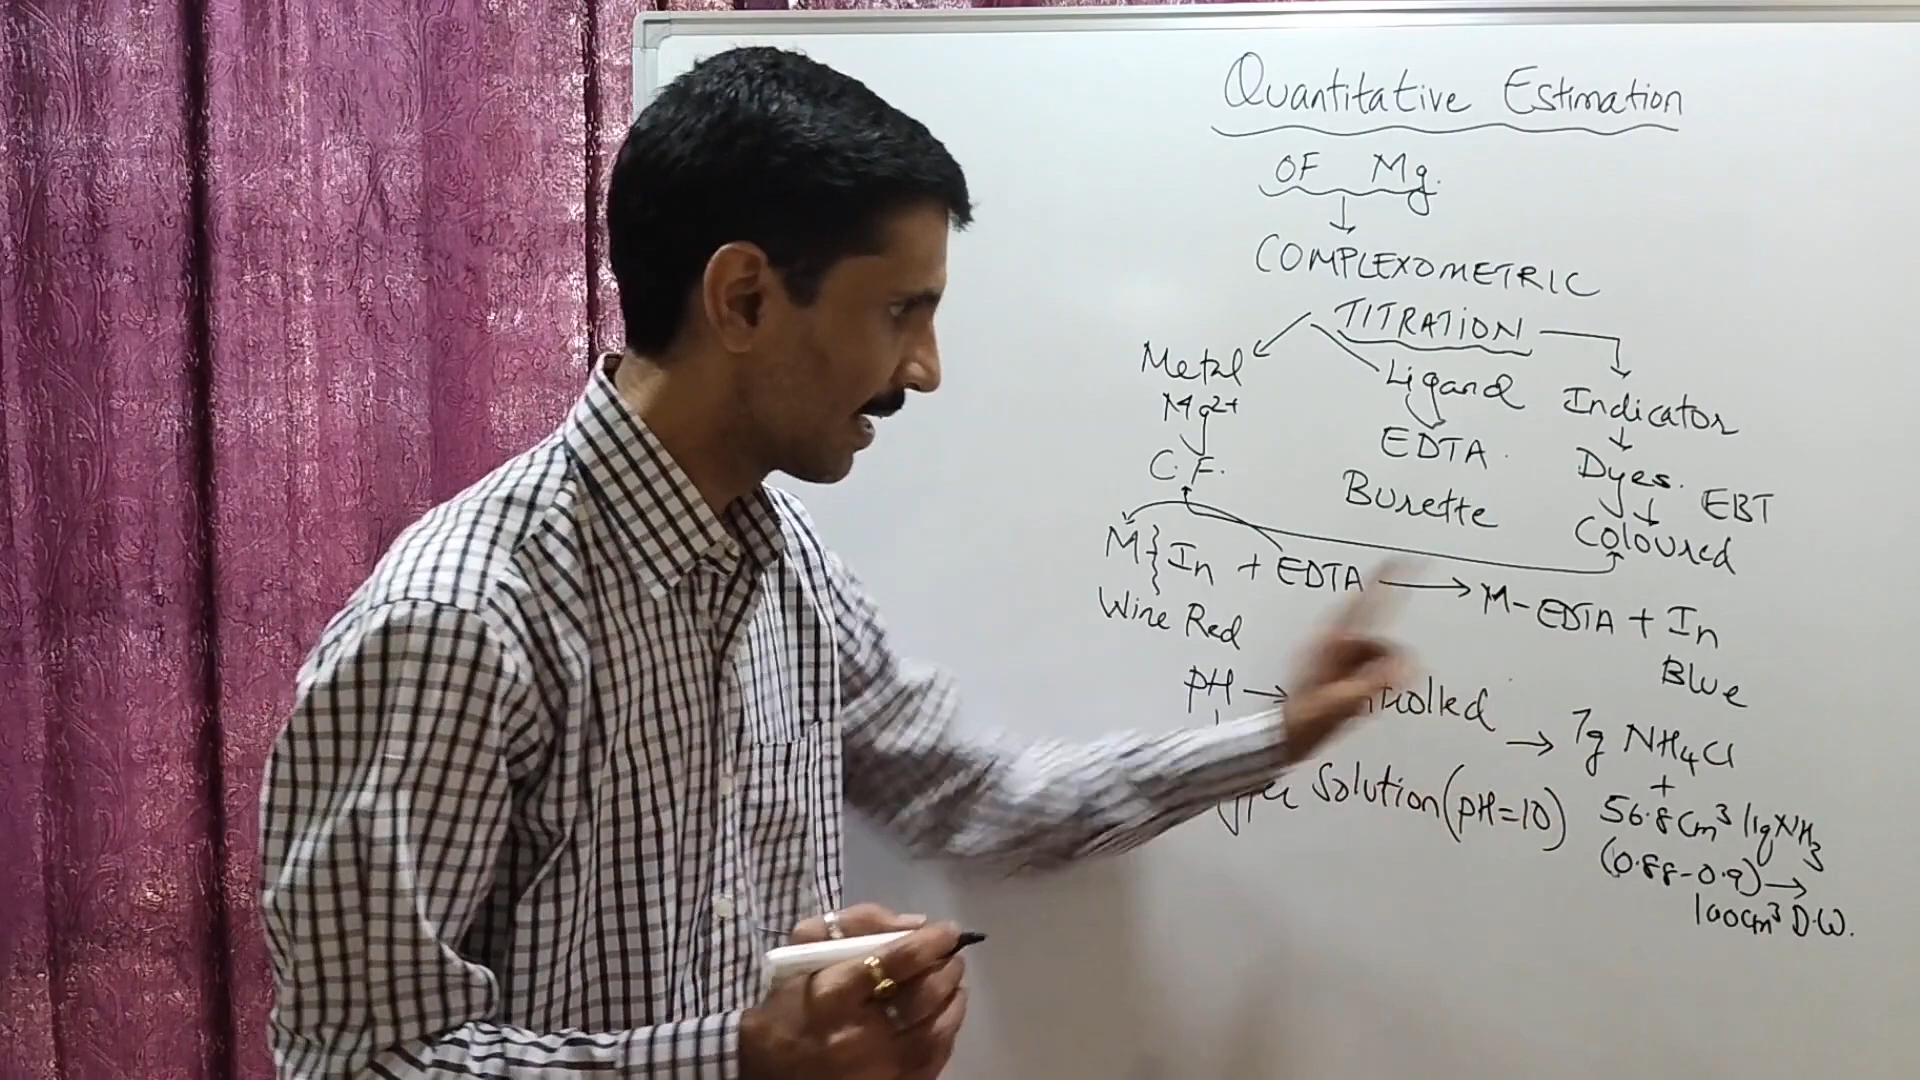 Quantitative Estimation
OF Mg.
COMPLEXOMETRIC
TITRATION
Metal
Mg2+
C.F.
Ligand
EDTA.
Burette
Indicator
Dyes. EBT
Coloured
M In + EDTA → M-EDTA + In
Wine Red
Blue
pH →
→ 7g NH4Cl
+
Solution (pH=10)
56.8 Cm3 liqNH3
(0.88-0.9) →
100cm3 D.W.